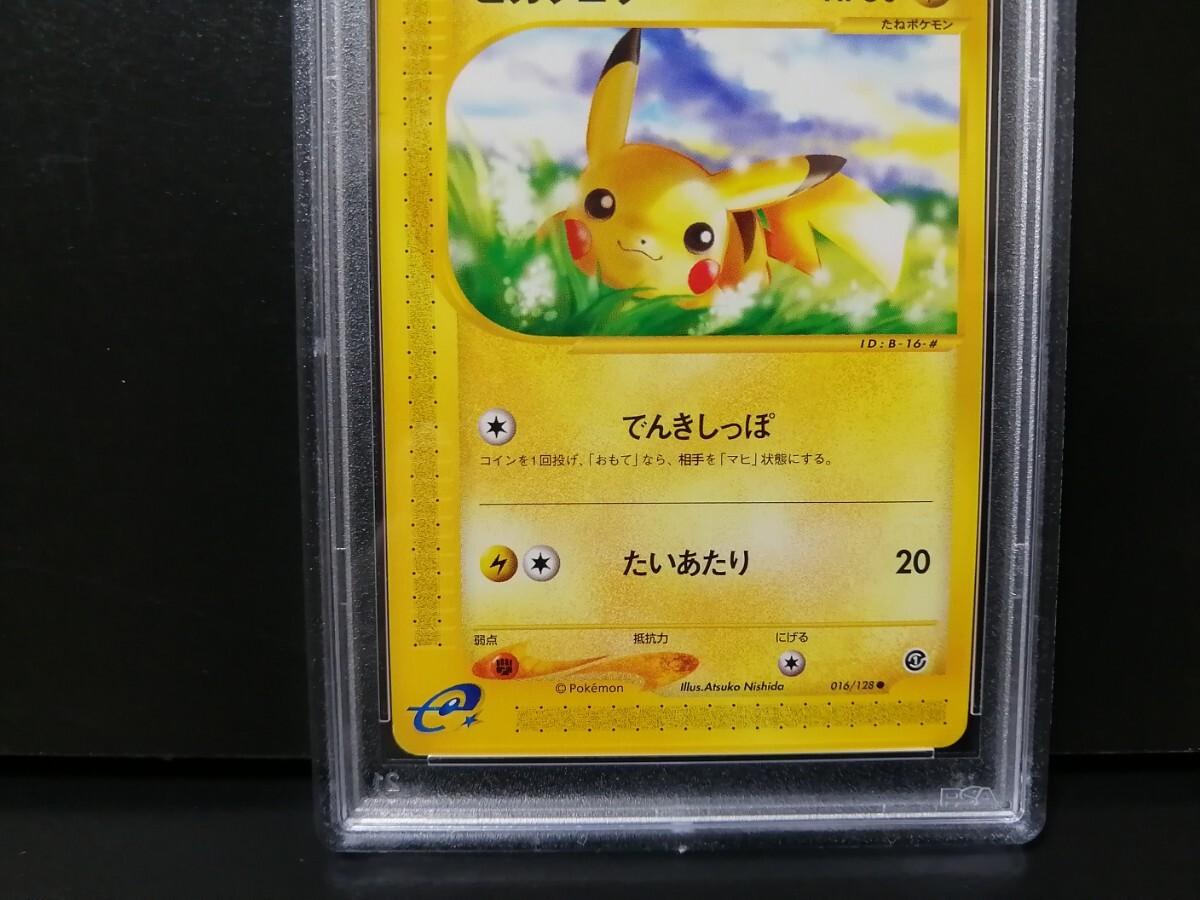 たねポケモン
ID:B-16-#
でんきしっぽ
コインを1回投げ、「おもて」なら、相手を「マヒ」状態にする。
たいあたり 20
弱点 抵抗力 にげる
© Pokémon Illus.Atsuko Nishida 016/128●
e
PSA